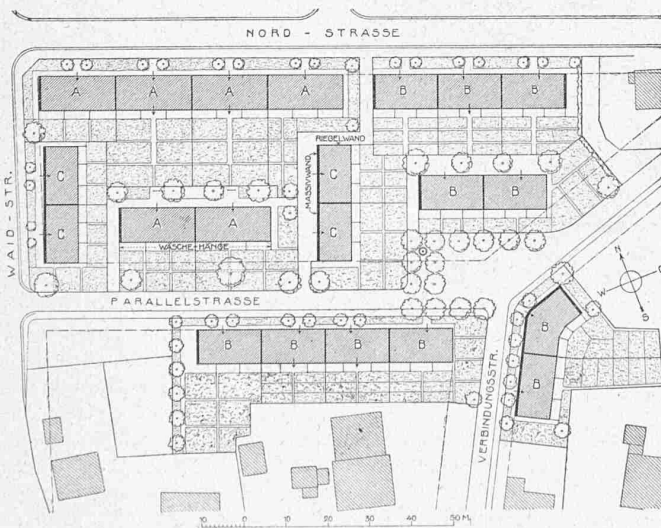 NORD - STRASSE
A A A A B B B
RIEGELWAND
MASSIVWAND
WAID - STR.
C C
C C
B B
A A
WÄSCHE-HÄNGE
PARALLELSTRASSE
N
W O
S
B B B B
B
B
VERBINDUNGSSTR.
10 0 10 20 30 40 50 M.